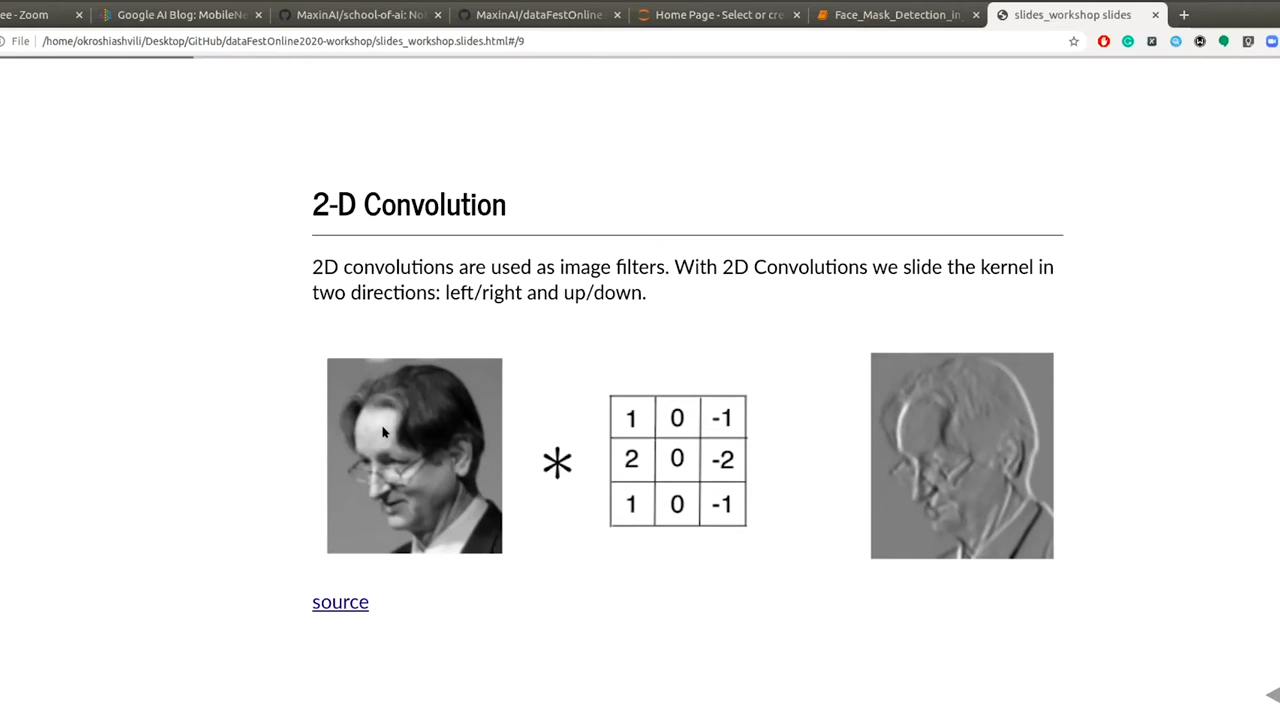 ee - Zoom
Google AI Blog: MobileNe
MaxinAI/school-of-ai: No
MaxinAI/dataFestOnline
Home Page - Select or cre
Face_Mask_Detection_in
slides_workshop slides
File
/home/okroshiashvili/Desktop/GitHub/dataFestOnline2020-workshop/slides_workshop.slides.html#/9
2-D Convolution
2D convolutions are used as image filters. With 2D Convolutions we slide the kernel in
two directions: left/right and up/down.
*
1 0 -1
2 0 -2
1 0 -1
source